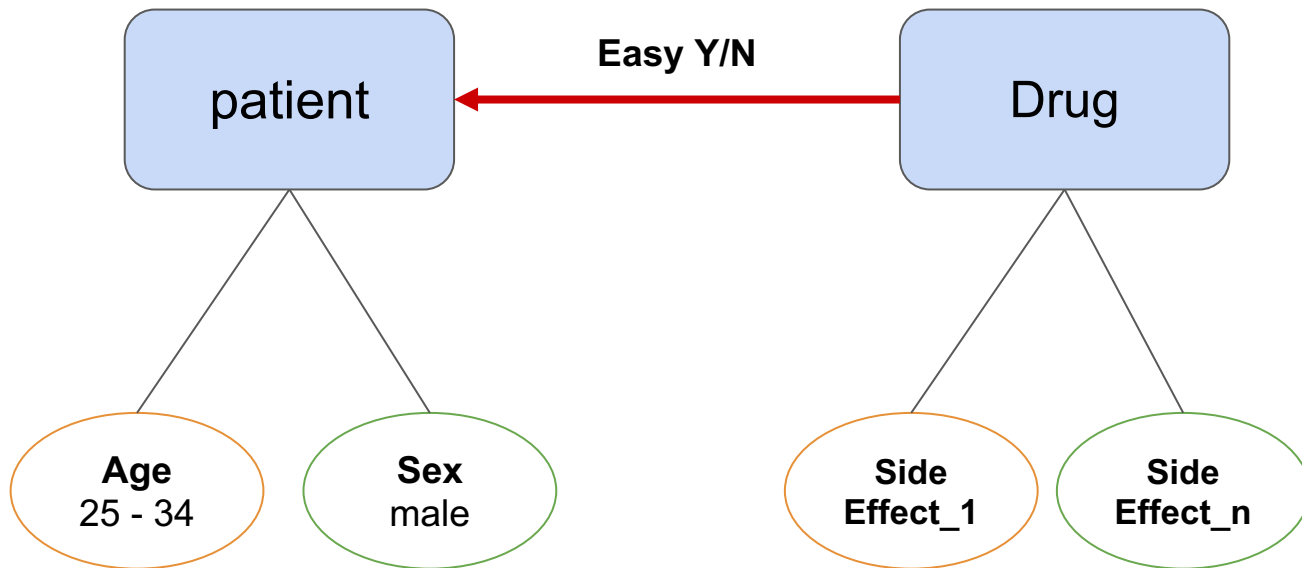 Easy Y/N
patient
Drug
Age
25 - 34
Sex
male
Side
Effect_1
Side
Effect_n